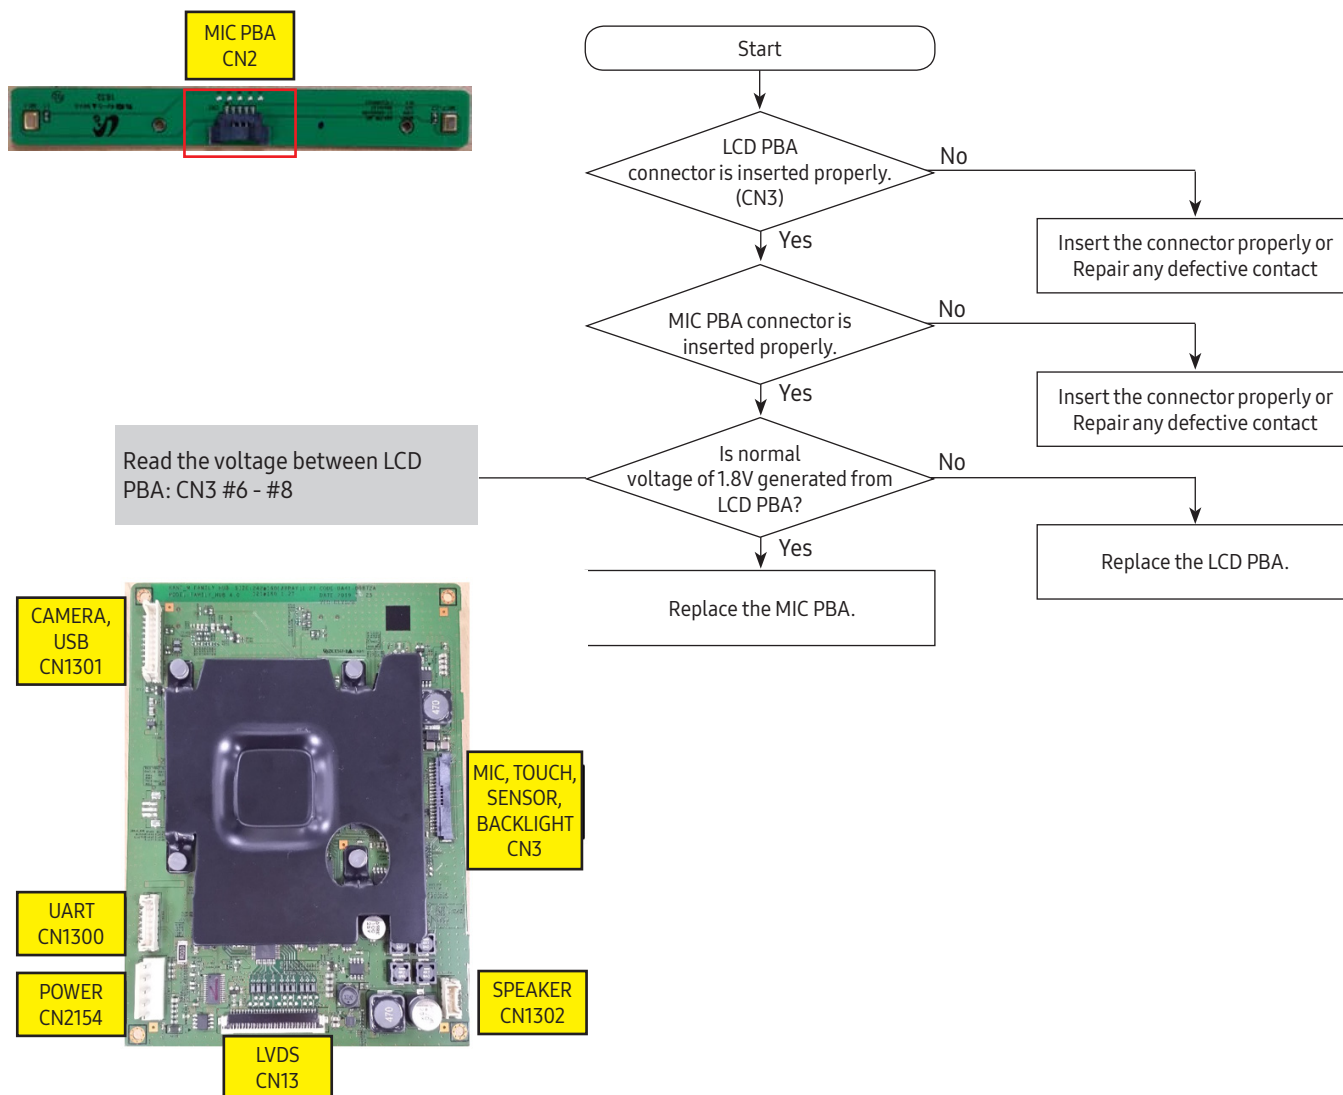 MIC PBA
CN2
Start
LCD PBA
connector is inserted properly.
(CN3)
No
Yes
Insert the connector properly or
Repair any defective contact
MIC PBA connector is
inserted properly.
No
Yes
Insert the connector properly or
Repair any defective contact
Read the voltage between LCD
PBA: CN3 #6 - #8
Is normal
voltage of 1.8V generated from
LCD PBA?
No
Yes
Replace the LCD PBA.
Replace the MIC PBA.
CAMERA,
USB
CN1301
MIC, TOUCH,
SENSOR,
BACKLIGHT
CN3
UART
CN1300
POWER
CN2154
SPEAKER
CN1302
LVDS
CN13
470
470